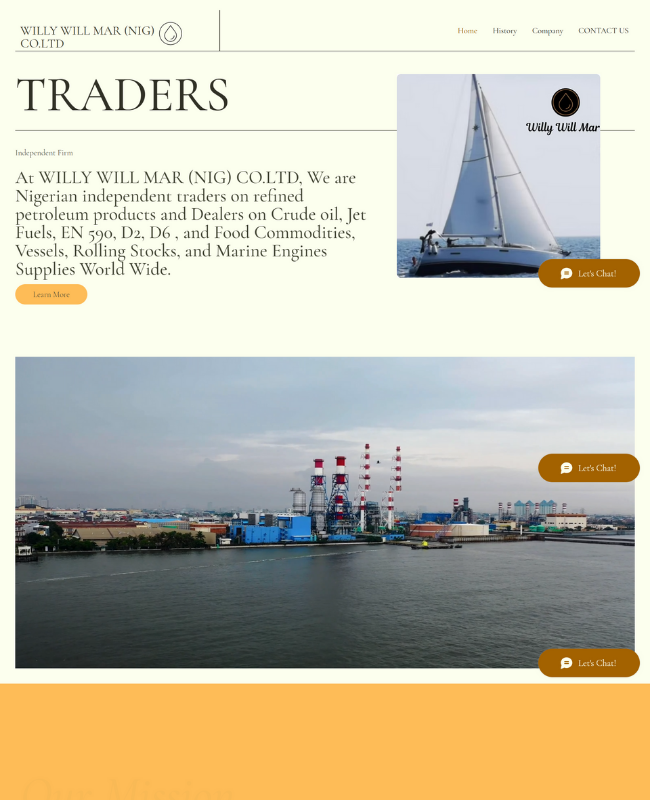 WILLY WILL MAR (NIG)
CO.LTD
Home History Company CONTACT US
TRADERS
Willy Will Mar
Independent Firm
At WILLY WILL MAR (NIG) CO.LTD, We are
Nigerian independent traders on refined
petroleum products and Dealers on Crude oil, Jet
Fuels, EN 590, D2, D6 , and Food Commodities,
Vessels, Rolling Stocks, and Marine Engines
Supplies World Wide.
Let's Chat!
Learn More
Let's Chat!
Let's Chat!
Our Mission